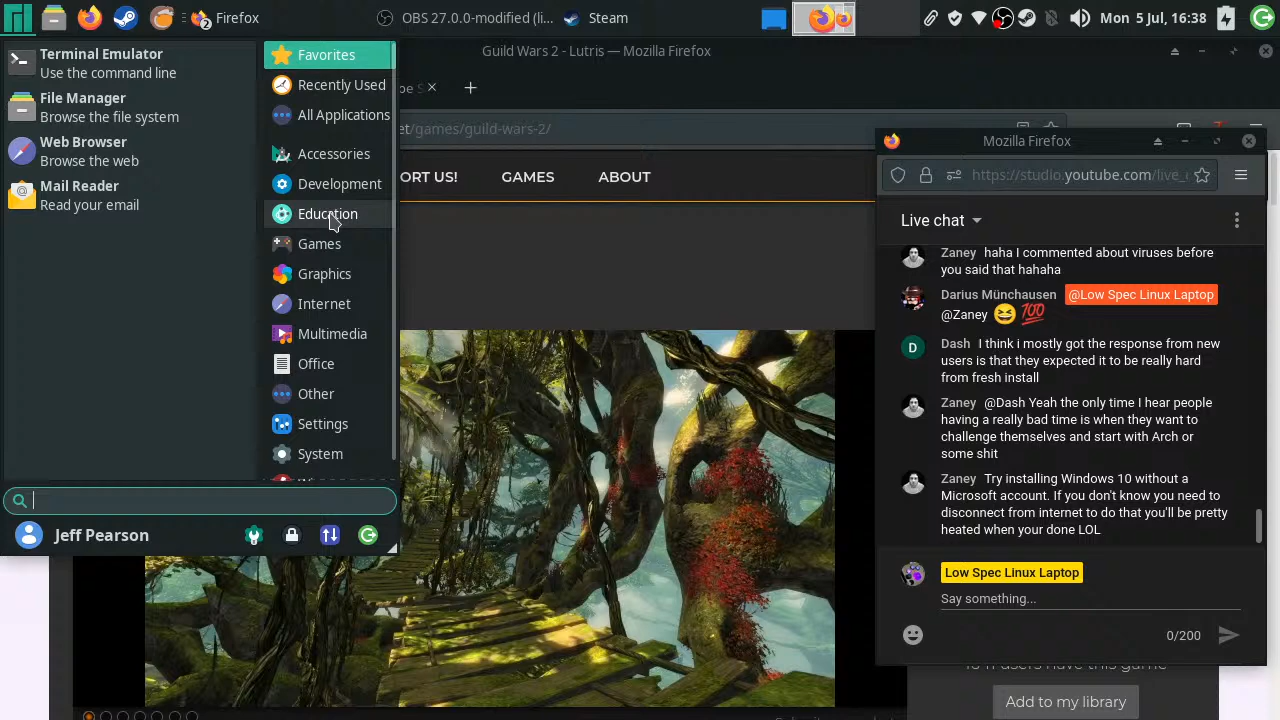 Firefox
OBS 27.0.0-modified (li...
Steam
Mon 5 Jul, 16:38
Guild Wars 2 - Lutris — Mozilla Firefox
et/games/guild-wars-2/
ORT US!
GAMES
ABOUT
Terminal Emulator
Use the command line
File Manager
Browse the file system
Web Browser
Browse the web
Mail Reader
Read your email
Favorites
Recently Used
All Applications
Accessories
Development
Education
Games
Graphics
Internet
Multimedia
Office
Other
Settings
System
Jeff Pearson
Mozilla Firefox
https://studio.youtube.com/live_
Live chat
Zaney haha I commented about viruses before
you said that hahaha
Darius Münchausen @Low Spec Linux Laptop
@Zaney 😆 💯
Dash I think i mostly got the response from new
users is that they expected it to be really hard
from fresh install
Zaney @Dash Yeah the only time I hear people
having a really bad time is when they want to
challenge themselves and start with Arch or
some shit
Zaney Try installing Windows 10 without a
Microsoft account. If you don't know you need to
disconnect from internet to do that you'll be pretty
heated when your done LOL
Low Spec Linux Laptop
Say something...
0/200
users have this game
Add to my library